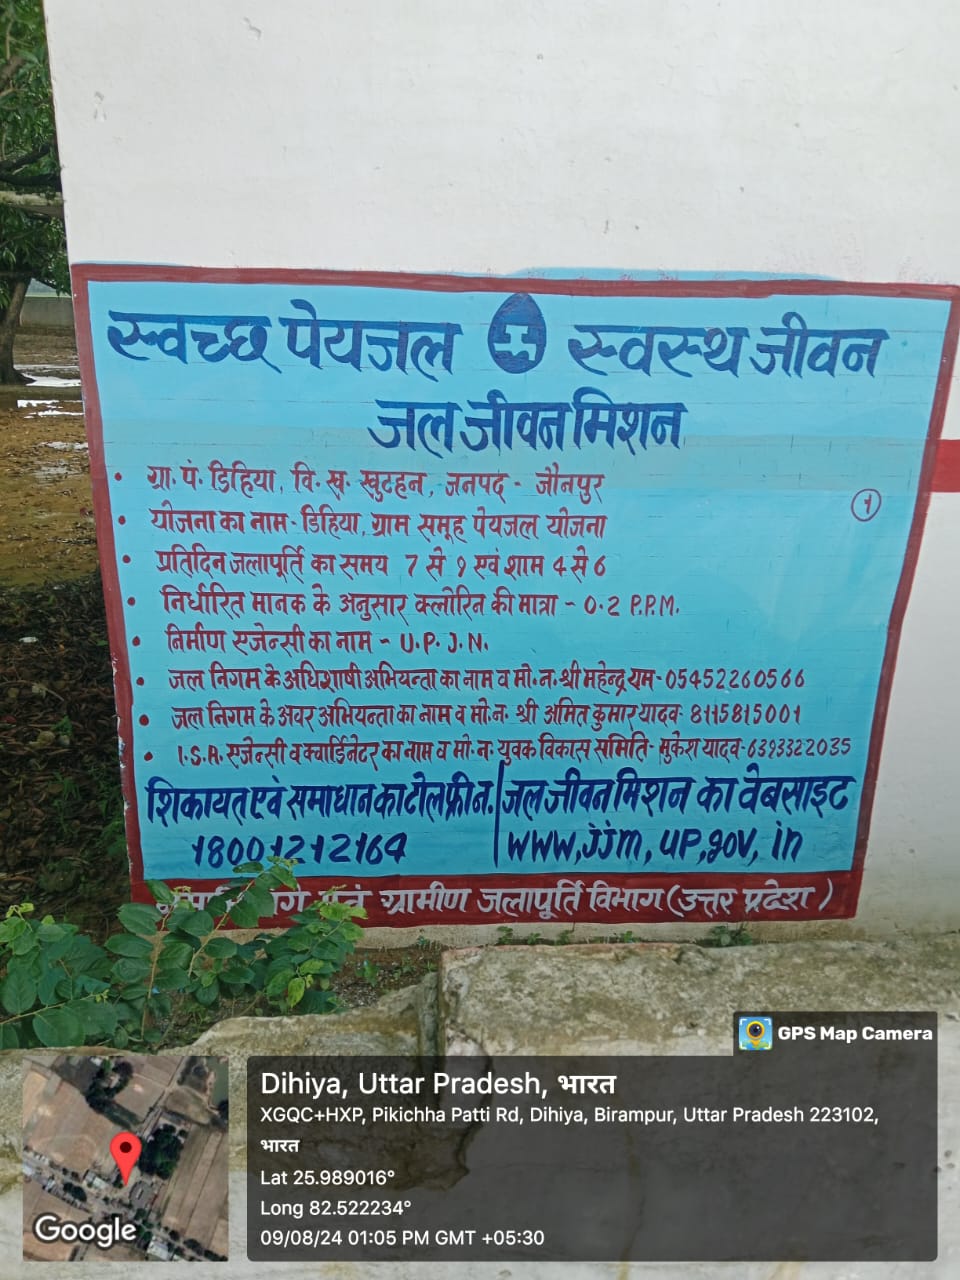 स्वच्छ पेयजल स्वस्थ जीवन
जल जीवन मिशन
• ग्रा. पं. डिहिया, वि. ख. खुटहन, जनपद - जौनपुर
१
• योजना का नाम - डिहिया, ग्राम समूह पेयजल योजना
• प्रतिदिन जलापूर्ति का समय 7 से 9 एवं शाम 4 से 6
• निर्धारित मानक के अनुसार क्लोरिन की मात्रा - 0.2 P.P.M.
• निर्माण एजेन्सी का नाम - U.P.J.N.
• जल निगम के अधिशाषी अभियन्ता का नाम व मो. न. श्री महेन्द्र राम - 05452260566
• जल निगम के अवर अभियन्ता का नाम व मो. न. श्री अमित कुमार यादव - 8115815001
• I.S.A. एजेन्सी व क्वार्डिनेटर का नाम व मो. न. युवक विकास समिति - मुकेश यादव - 6393322035
शिकायत एवं समाधान का टोल फ्री न.
18001212164
जल जीवन मिशन का वेबसाइट
www,jjm,up,gov,in
एवं ग्रामीण जलापूर्ति विभाग (उत्तर प्रदेश)
GPS Map Camera
Dihiya, Uttar Pradesh, भारत
XGQC+HXP, Pikichha Patti Rd, Dihiya, Birampur, Uttar Pradesh 223102,
भारत
Lat 25.989016°
Long 82.522234°
09/08/24 01:05 PM GMT +05:30
Google